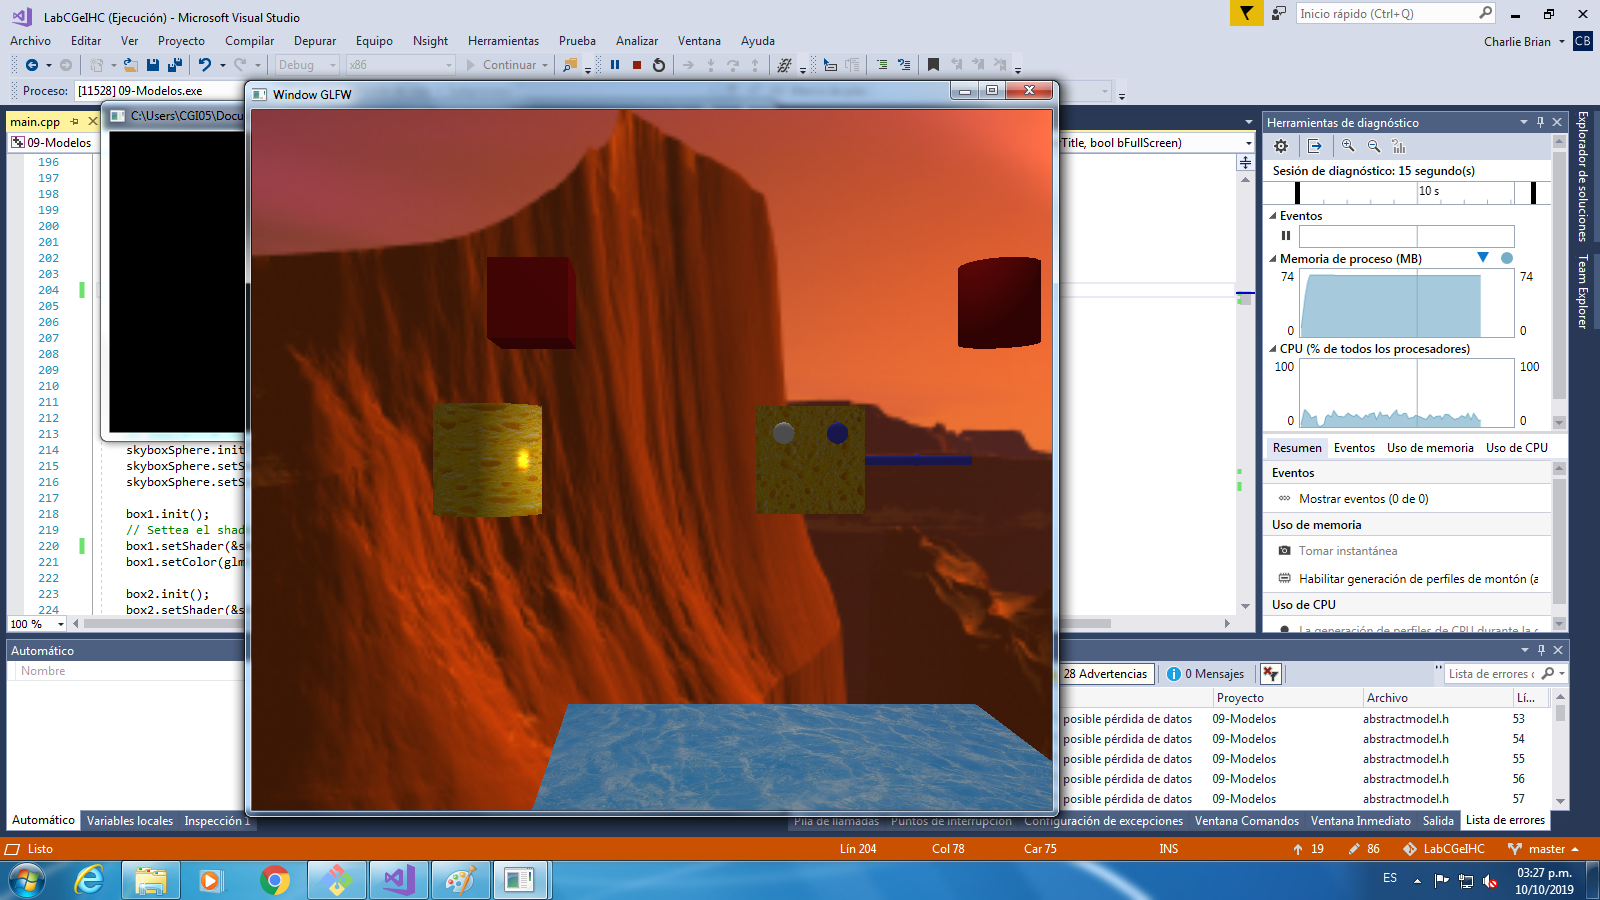 LabCGeIHC (Ejecución) - Microsoft Visual Studio
Inicio rápido (Ctrl+Q)
Archivo Editar Ver Proyecto Compilar Depurar Equipo Nsight Herramientas Prueba Analizar Ventana Ayuda
Charlie Brian CB
Debug x86 Continuar
Proceso: [11528] 09-Modelos.exe
Window GLFW
main.cpp
C:\Users\CGI05\Docu
09-Modelos
Title, bool bFullScreen)
196
197
198
199
200
201
202
203
204
205
206
207
208
209
210
211
212
213
214 skyboxSphere.init
215 skyboxSphere.setS
216 skyboxSphere.setS
217
218 box1.init();
219 // Settea el shad
220 box1.setShader(&s
221 box1.setColor(glm
222
223 box2.init();
224 box2.setShader(&s
100 %
Herramientas de diagnóstico
Sesión de diagnóstico: 15 segundo(s)
10 s
Eventos
Memoria de proceso (MB)
74 74
0 0
CPU (% de todos los procesadores)
100 100
0 0
Resumen Eventos Uso de memoria Uso de CPU
Eventos
Mostrar eventos (0 de 0)
Uso de memoria
Tomar instantánea
Habilitar generación de perfiles de montón (a
Uso de CPU
La generación de perfiles de CPU durante la
Explorador de soluciones
Team Explorer
Automático
Nombre
Automático Variables locales Inspección 1
28 Advertencias 0 Mensajes Lista de errores
Proyecto Archivo Lí...
posible pérdida de datos 09-Modelos abstractmodel.h 53
posible pérdida de datos 09-Modelos abstractmodel.h 54
posible pérdida de datos 09-Modelos abstractmodel.h 55
posible pérdida de datos 09-Modelos abstractmodel.h 56
posible pérdida de datos 09-Modelos abstractmodel.h 57
Pila de llamadas Puntos de interrupción Configuración de excepciones Ventana Comandos Ventana Inmediato Salida Lista de errores
Listo Lín 204 Col 78 Car 75 INS 19 86 LabCGeIHC master
ES 03:27 p.m.
10/10/2019